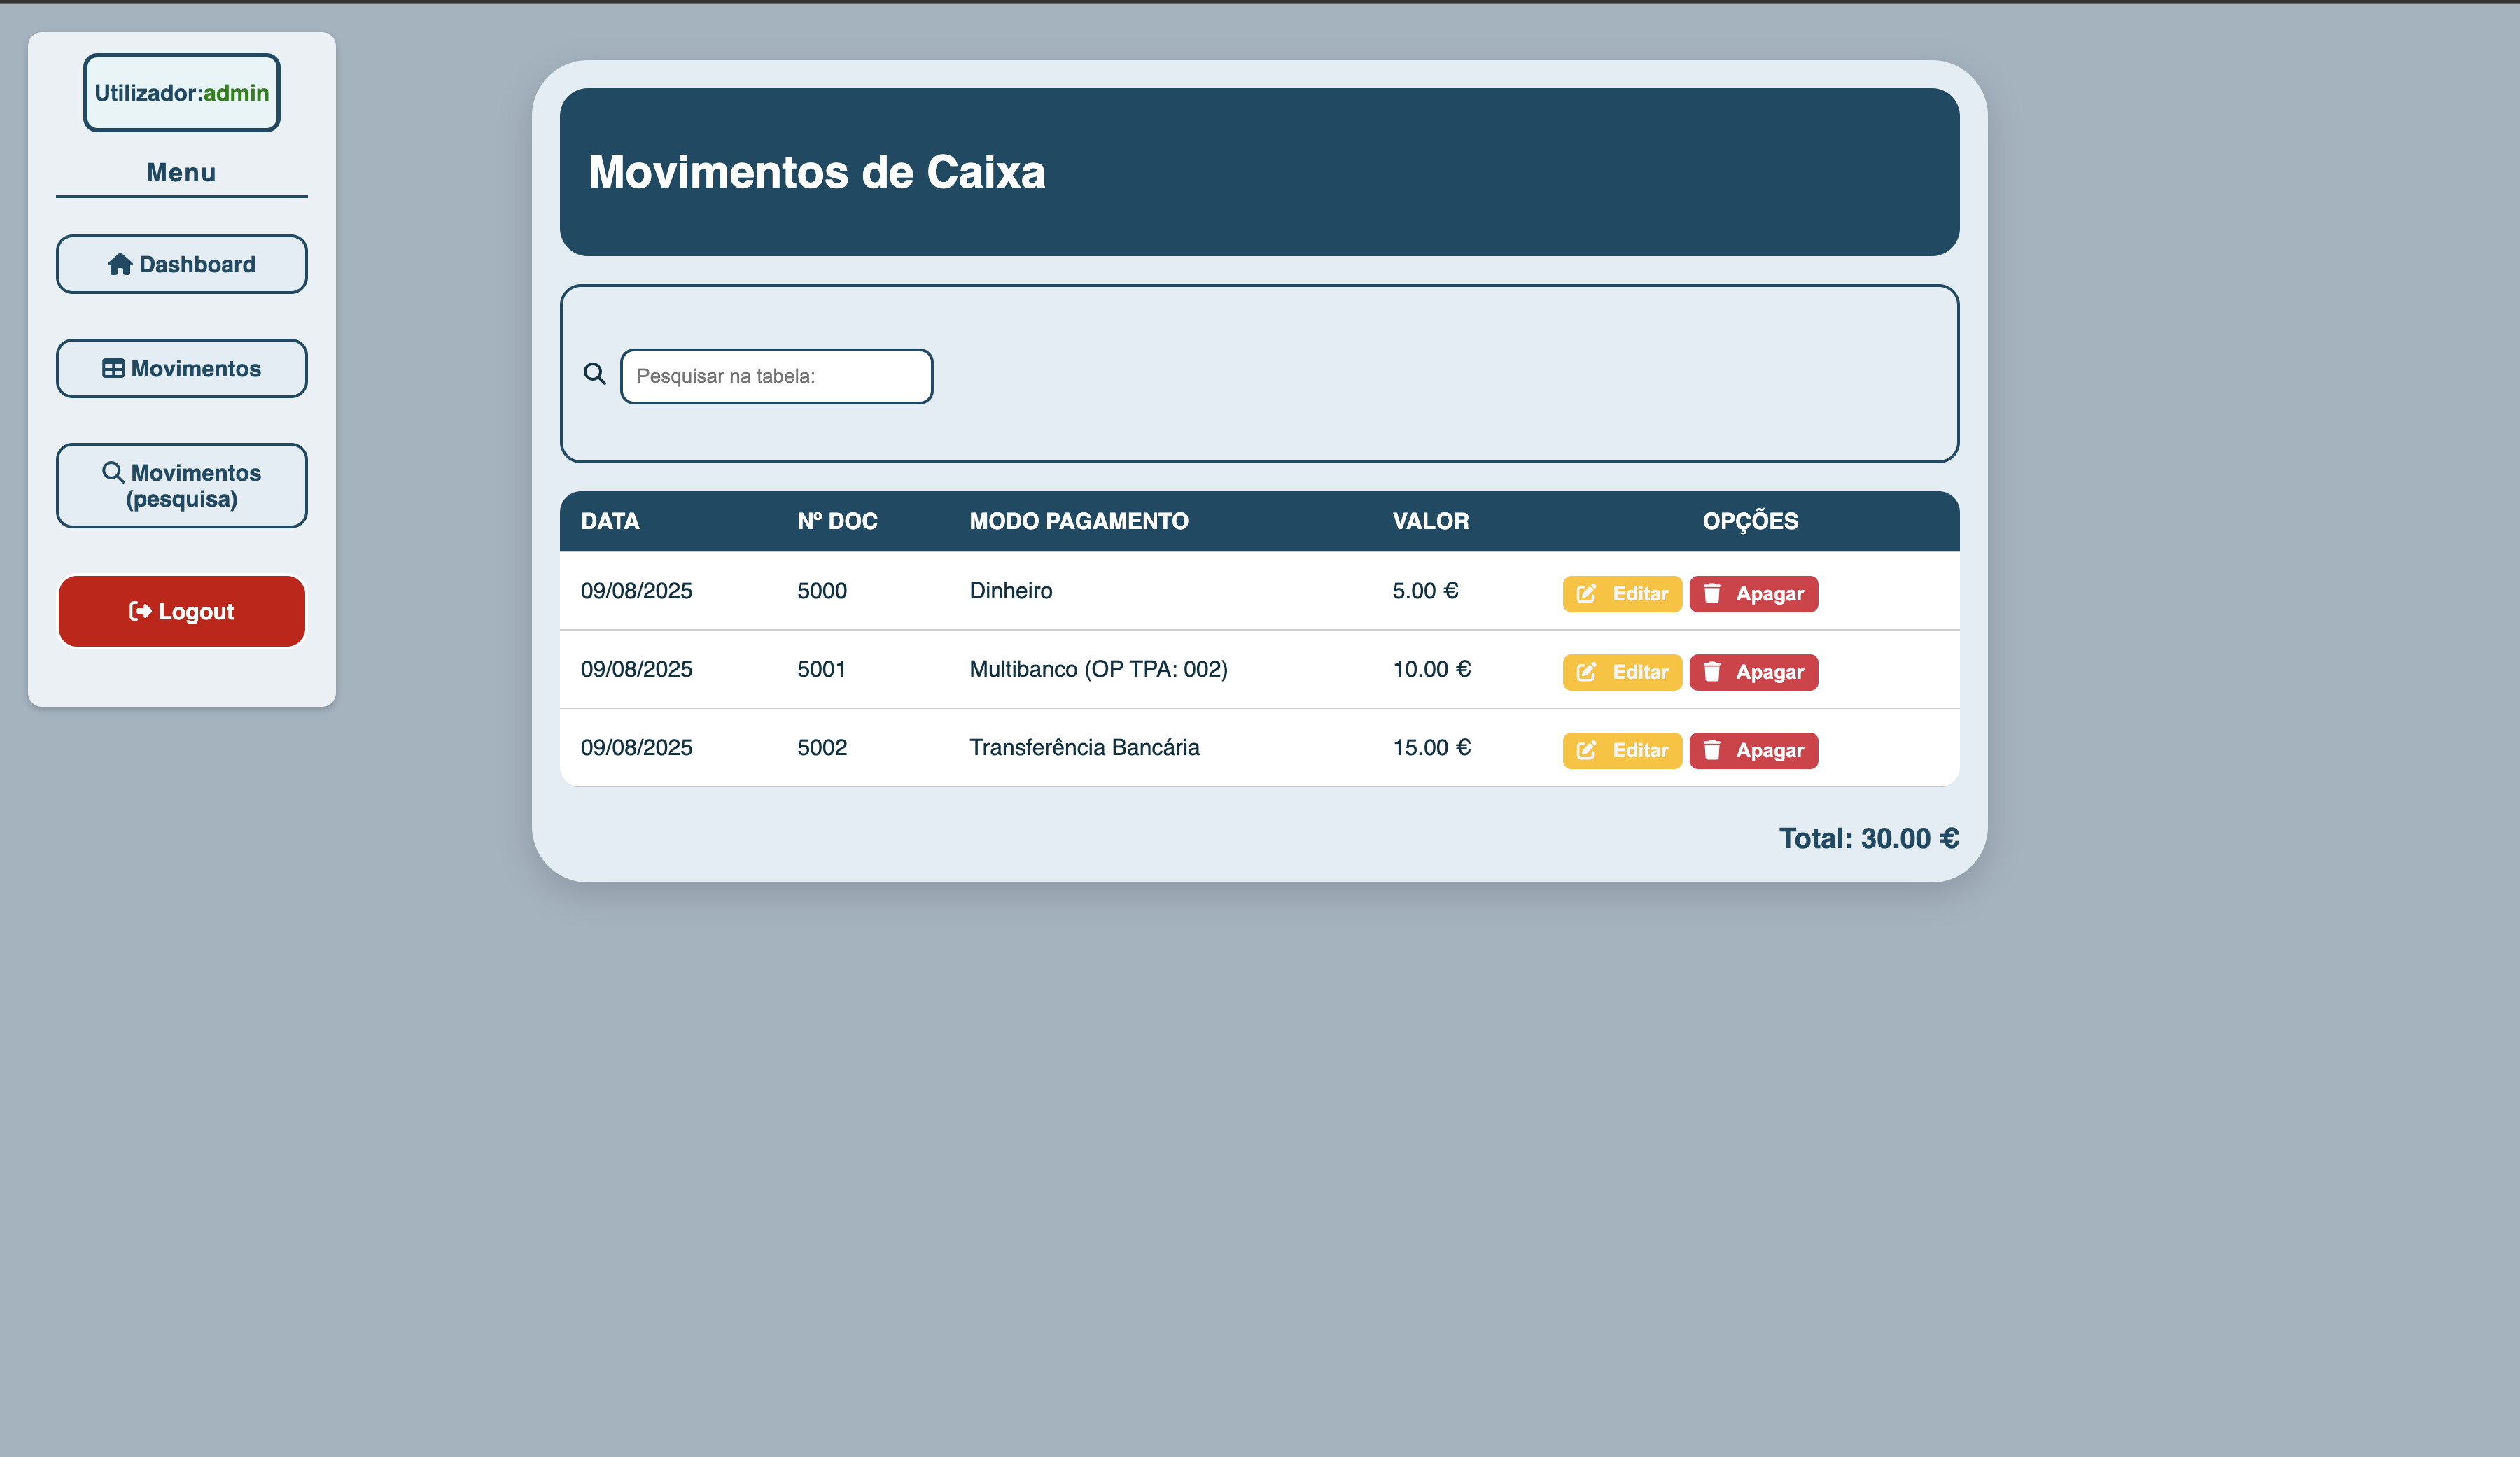 Utilizador:admin
Menu
Dashboard
Movimentos
Movimentos
(pesquisa)
Logout
Movimentos de Caixa
Pesquisar na tabela:
DATA Nº DOC MODO PAGAMENTO VALOR OPÇÕES
09/08/2025 5000 Dinheiro 5.00 € Editar Apagar
09/08/2025 5001 Multibanco (OP TPA: 002) 10.00 € Editar Apagar
09/08/2025 5002 Transferência Bancária 15.00 € Editar Apagar
Total: 30.00 €